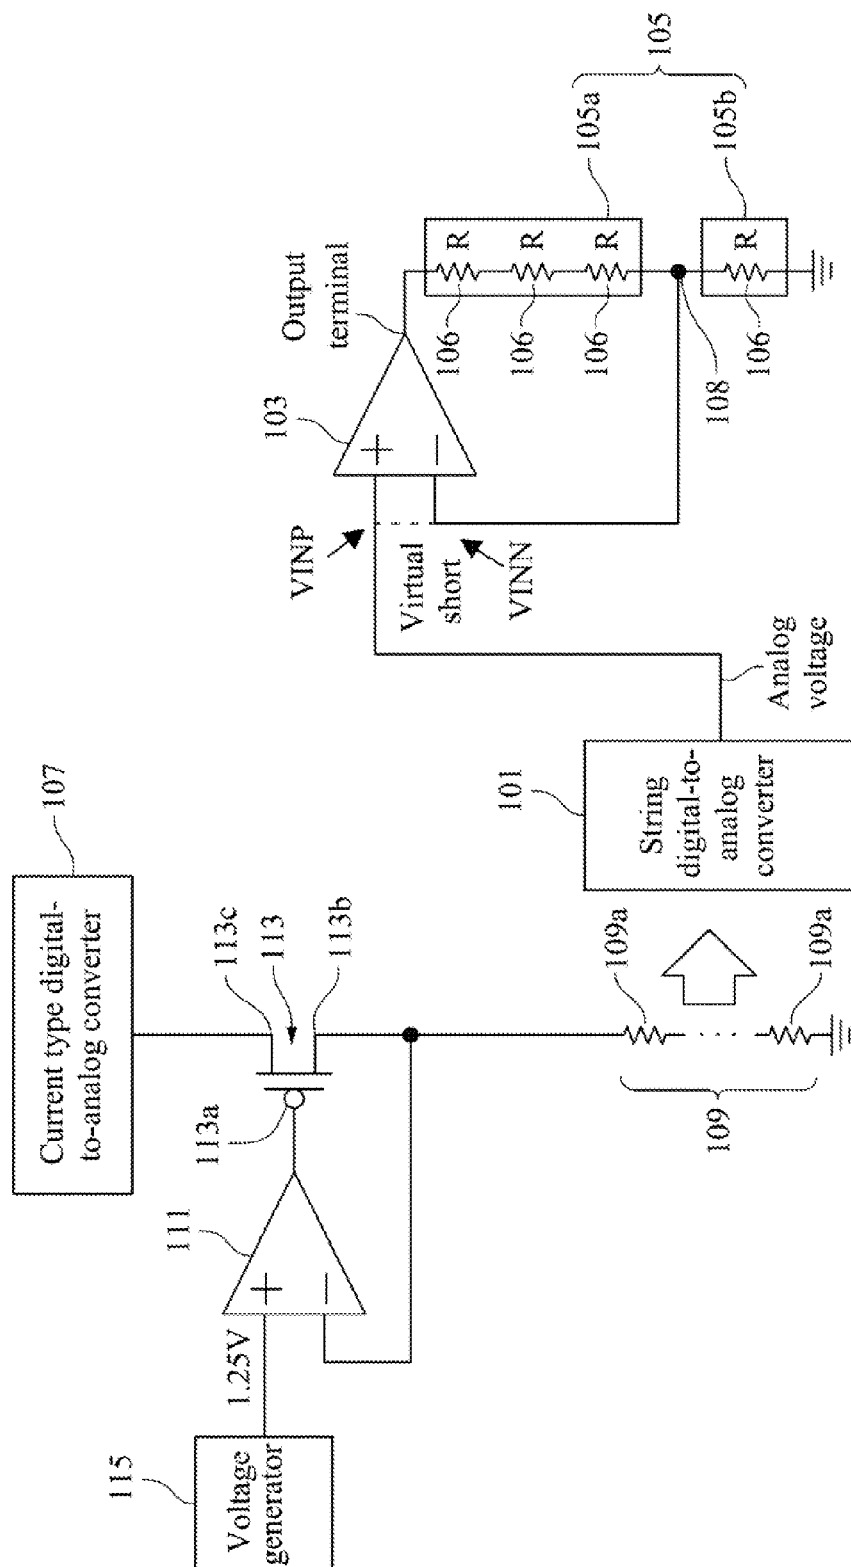 Current type digital-
to-analog converter
107
113c
113
113b
113a
111
+
−
1.25V
115
Voltage
generator
109a
109a
109
101
String
digital-to-
analog
converter
Analog
voltage
VINP
Virtual
short
VINN
103
+
−
Output
terminal
R
R
R
106
106
106
105a
105
105b
R
106
108